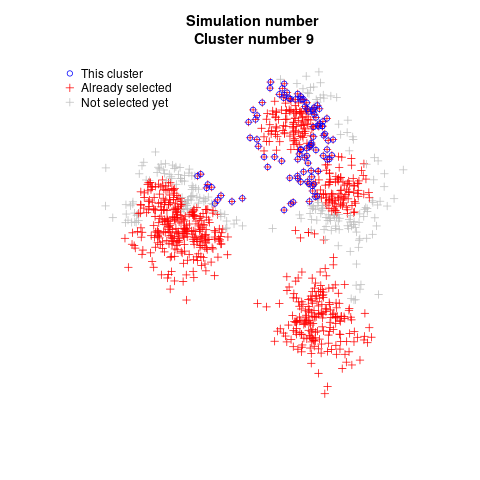 Simulation number
Cluster number 9
This cluster
Already selected
Not selected yet